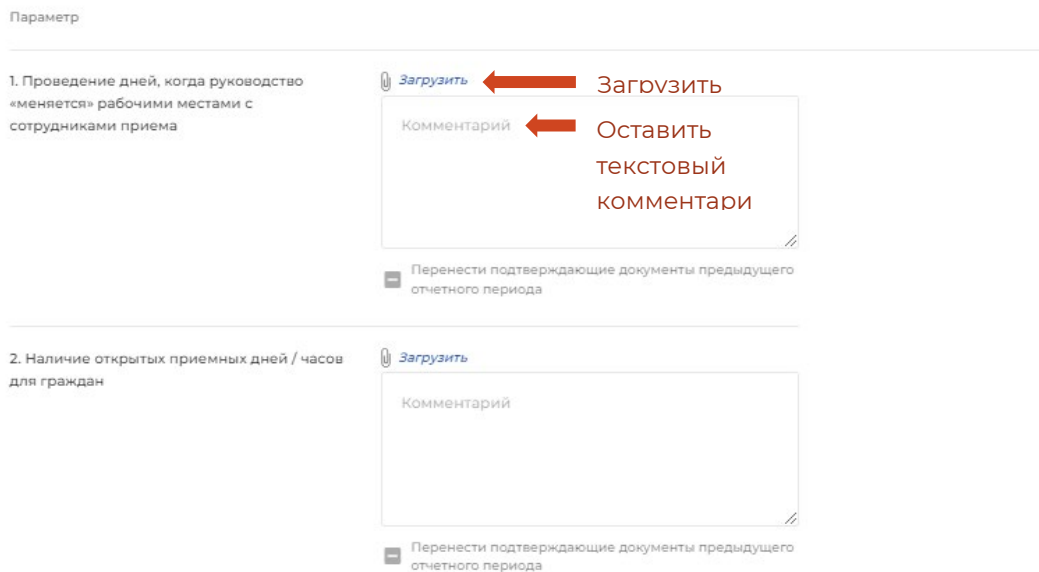 Параметр
1. Проведение дней, когда руководство
«меняется» рабочими местами с
сотрудниками приема
Загрузить
Загрузить
Комментарий
Оставить
текстовый
комментари
Перенести подтверждающие документы предыдущего
отчетного периода
2. Наличие открытых приемных дней / часов
для граждан
Загрузить
Комментарий
Перенести подтверждающие документы предыдущего
отчетного периода